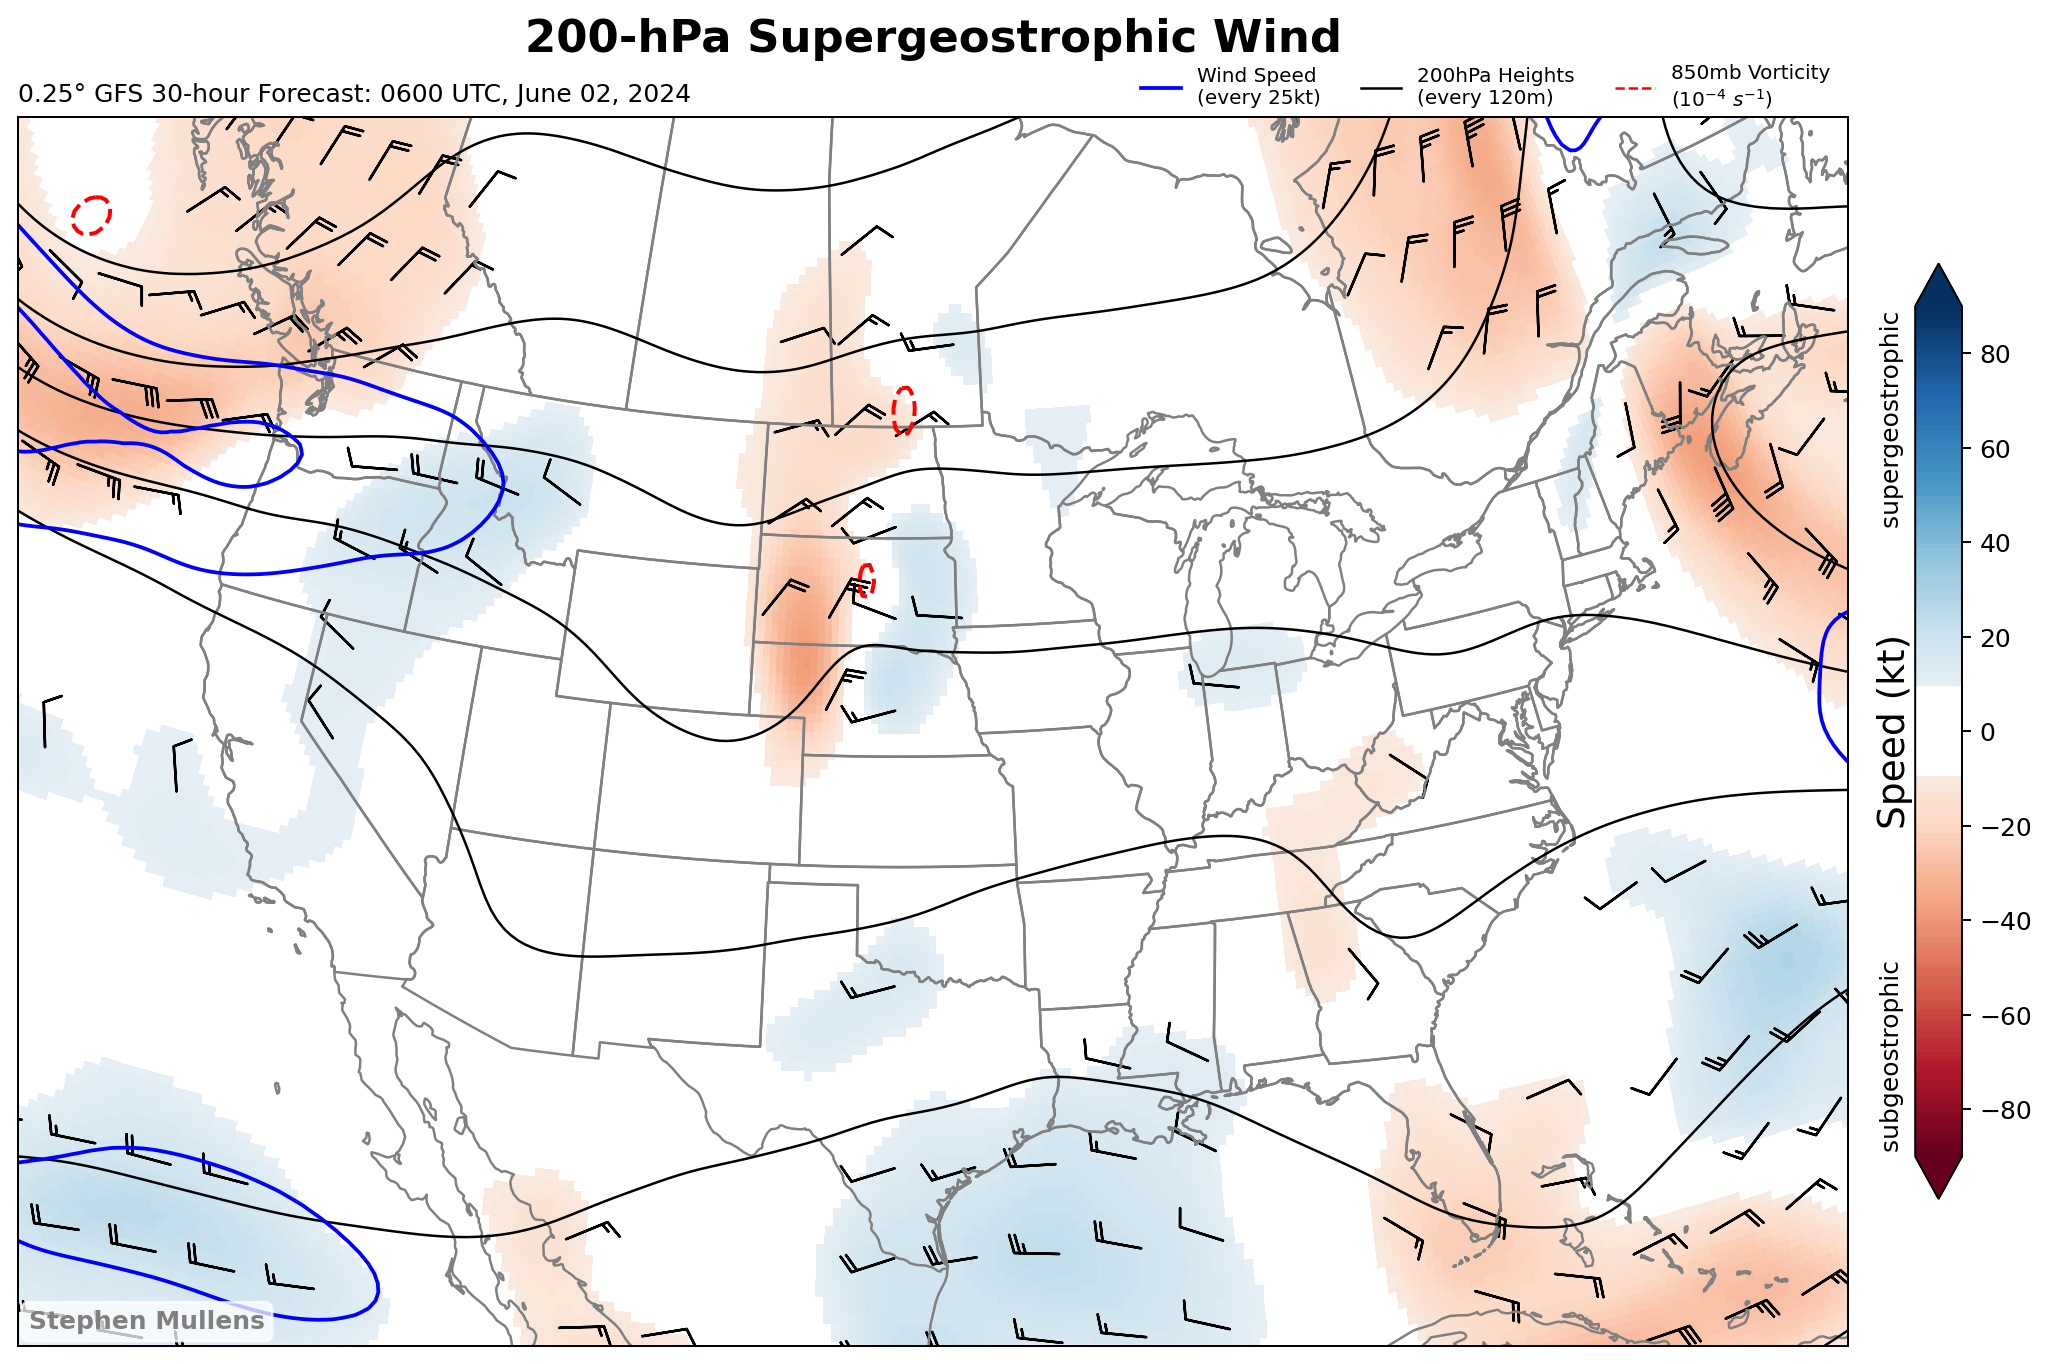 200-hPa Supergeostrophic Wind
0.25° GFS 30-hour Forecast: 0600 UTC, June 02, 2024
Wind Speed
(every 25kt)
200hPa Heights
(every 120m)
850mb Vorticity
(10⁻⁴ s⁻¹)
supergeostrophic
Speed (kt)
subgeostrophic
80
60
40
20
0
−20
−40
−60
−80
Stephen Mullens